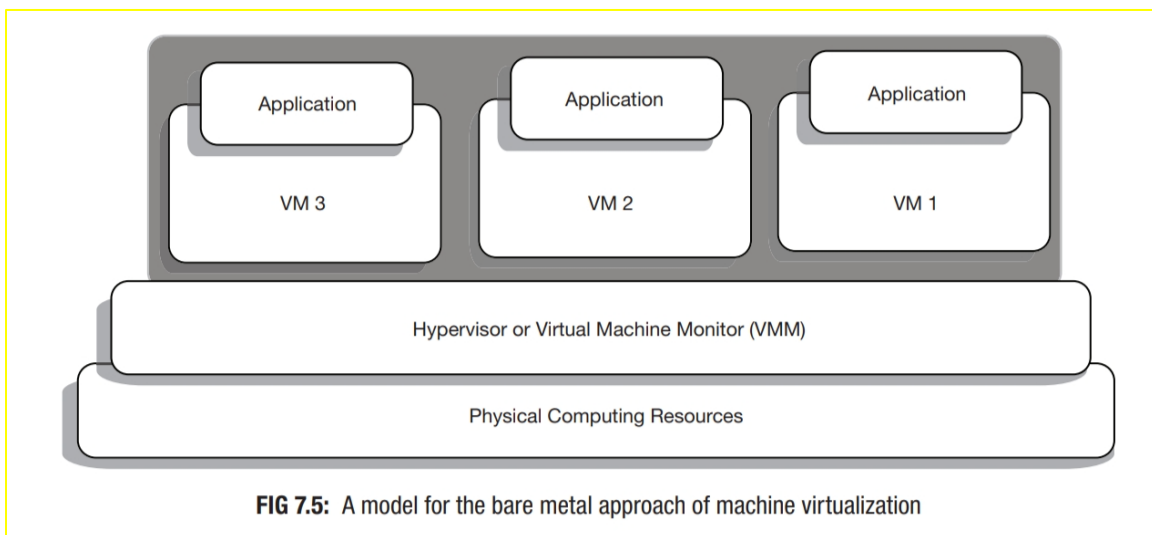 Application
Application
Application
VM 3
VM 2
VM 1
Hypervisor or Virtual Machine Monitor (VMM)
Physical Computing Resources
FIG 7.5: A model for the bare metal approach of machine virtualization